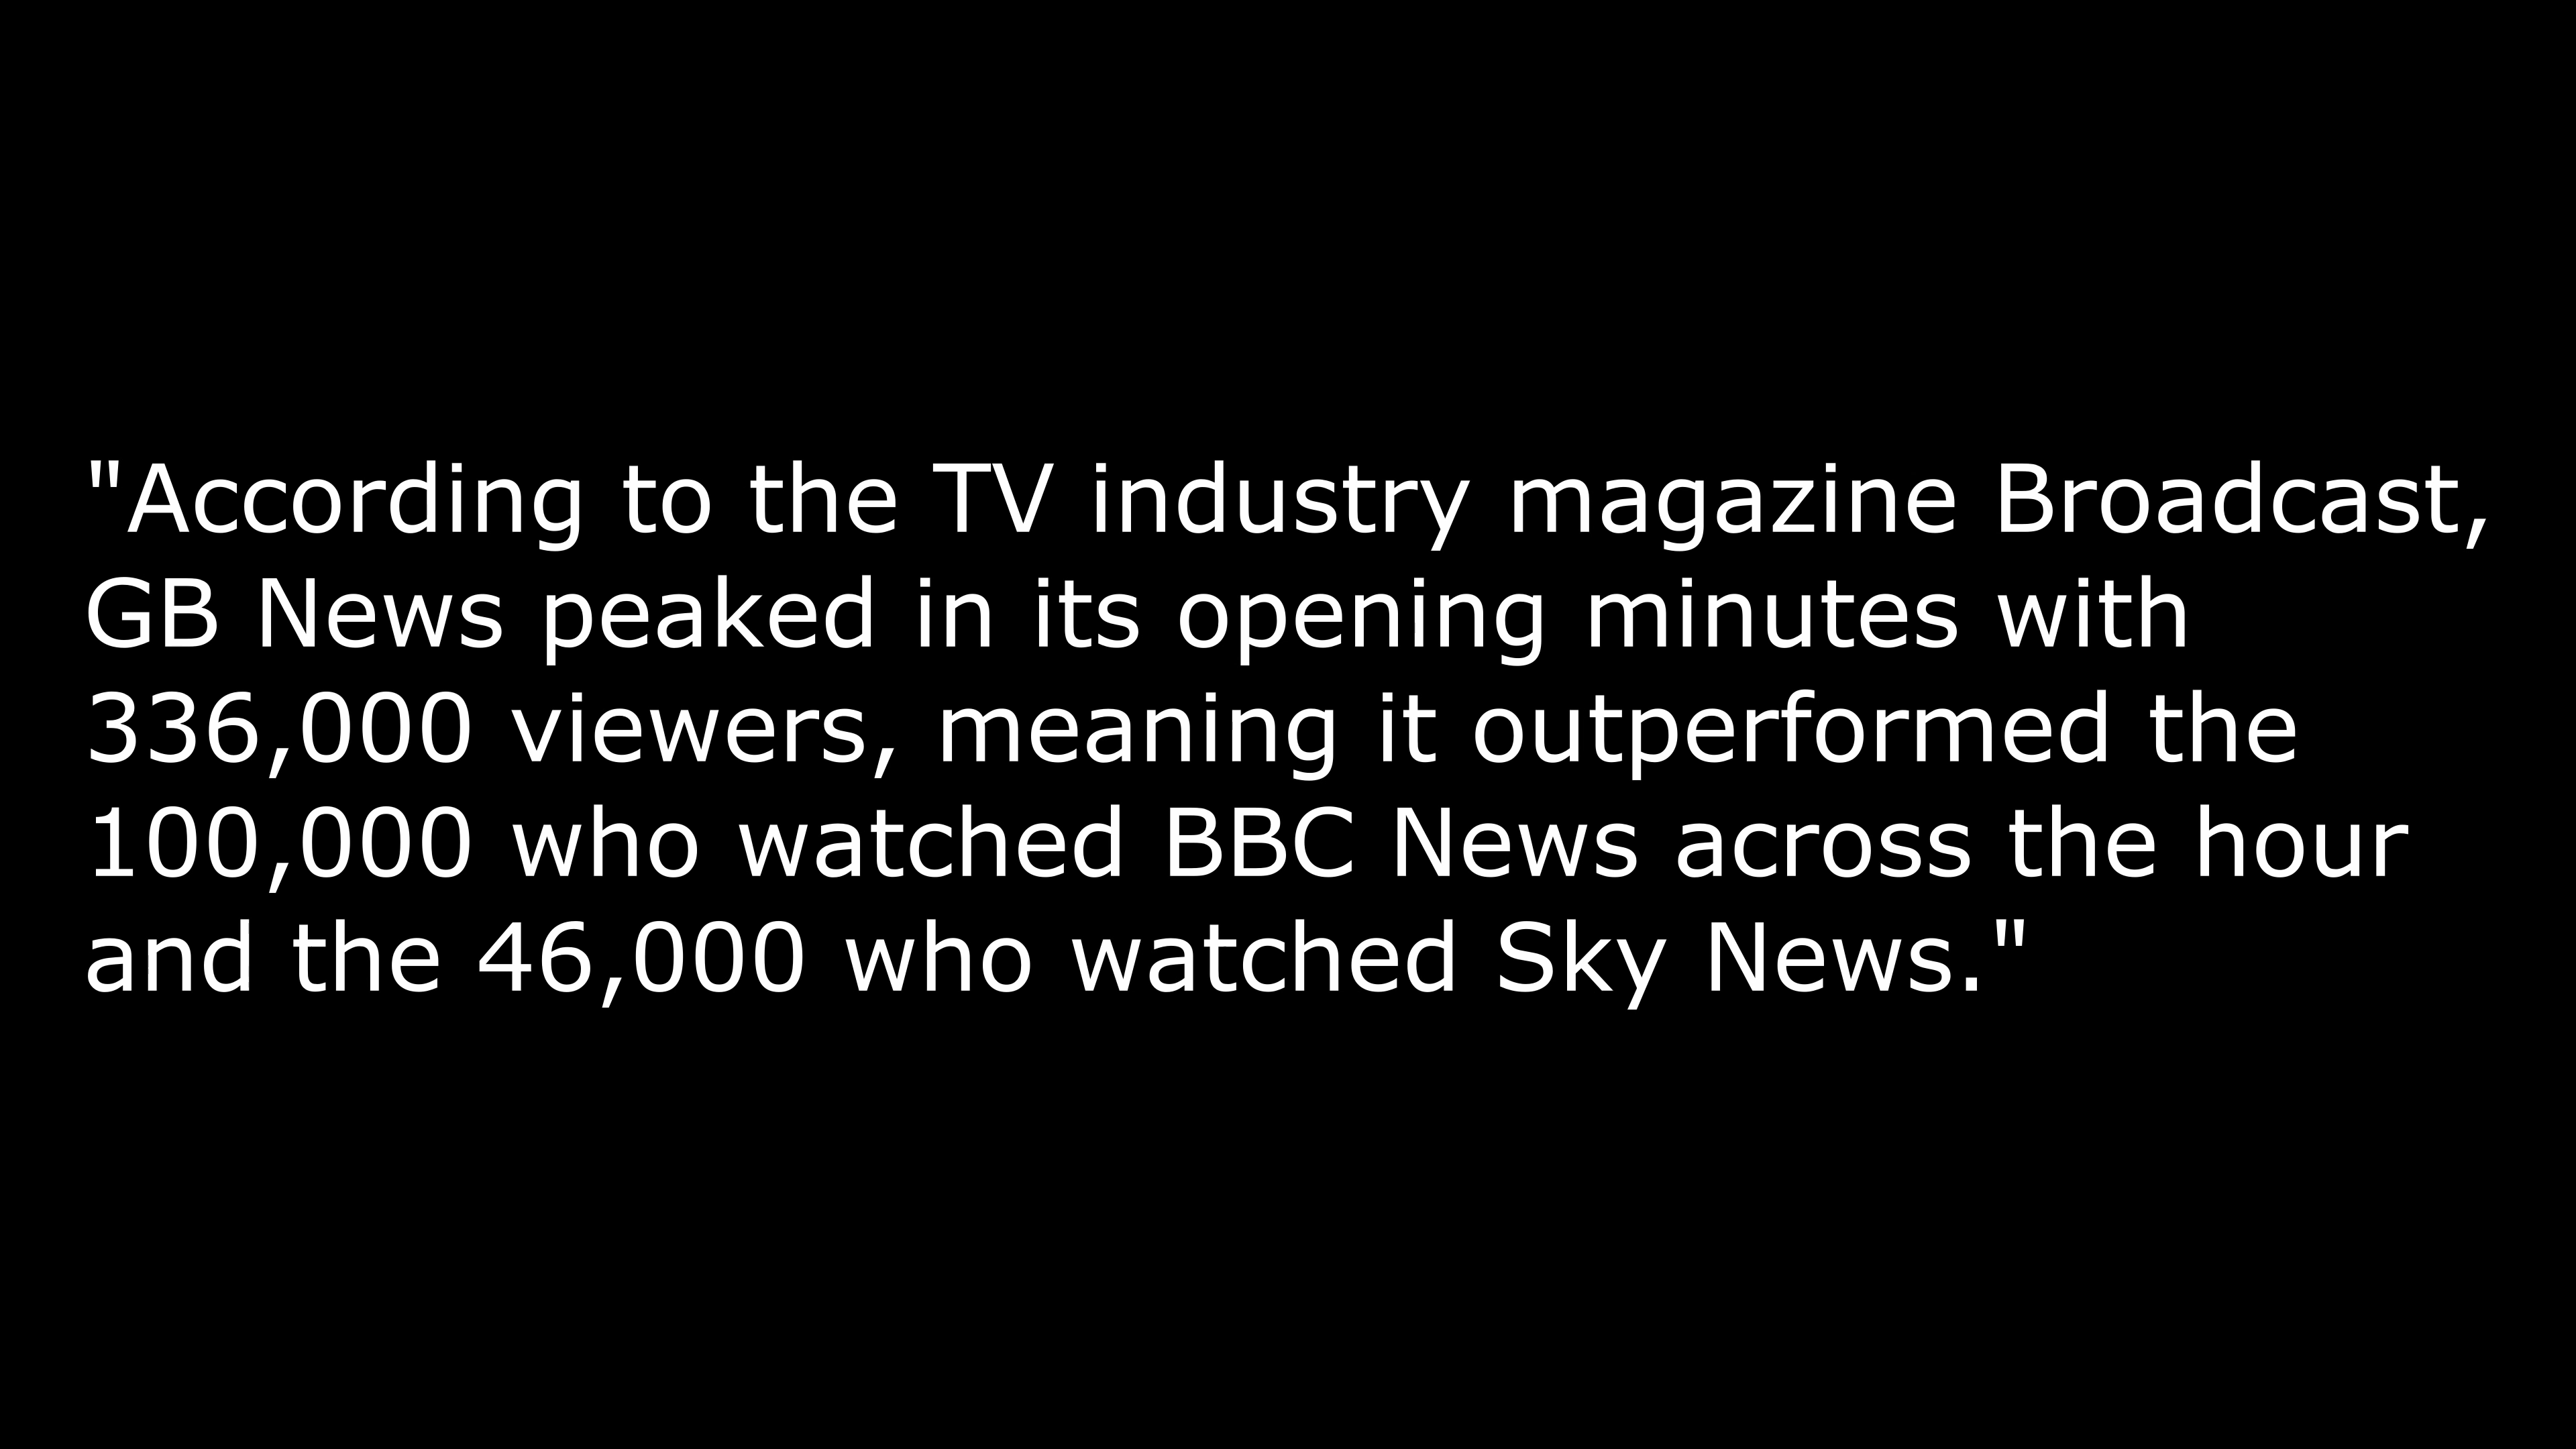 "According to the TV industry magazine Broadcast,
GB News peaked in its opening minutes with
336,000 viewers, meaning it outperformed the
100,000 who watched BBC News across the hour
and the 46,000 who watched Sky News."